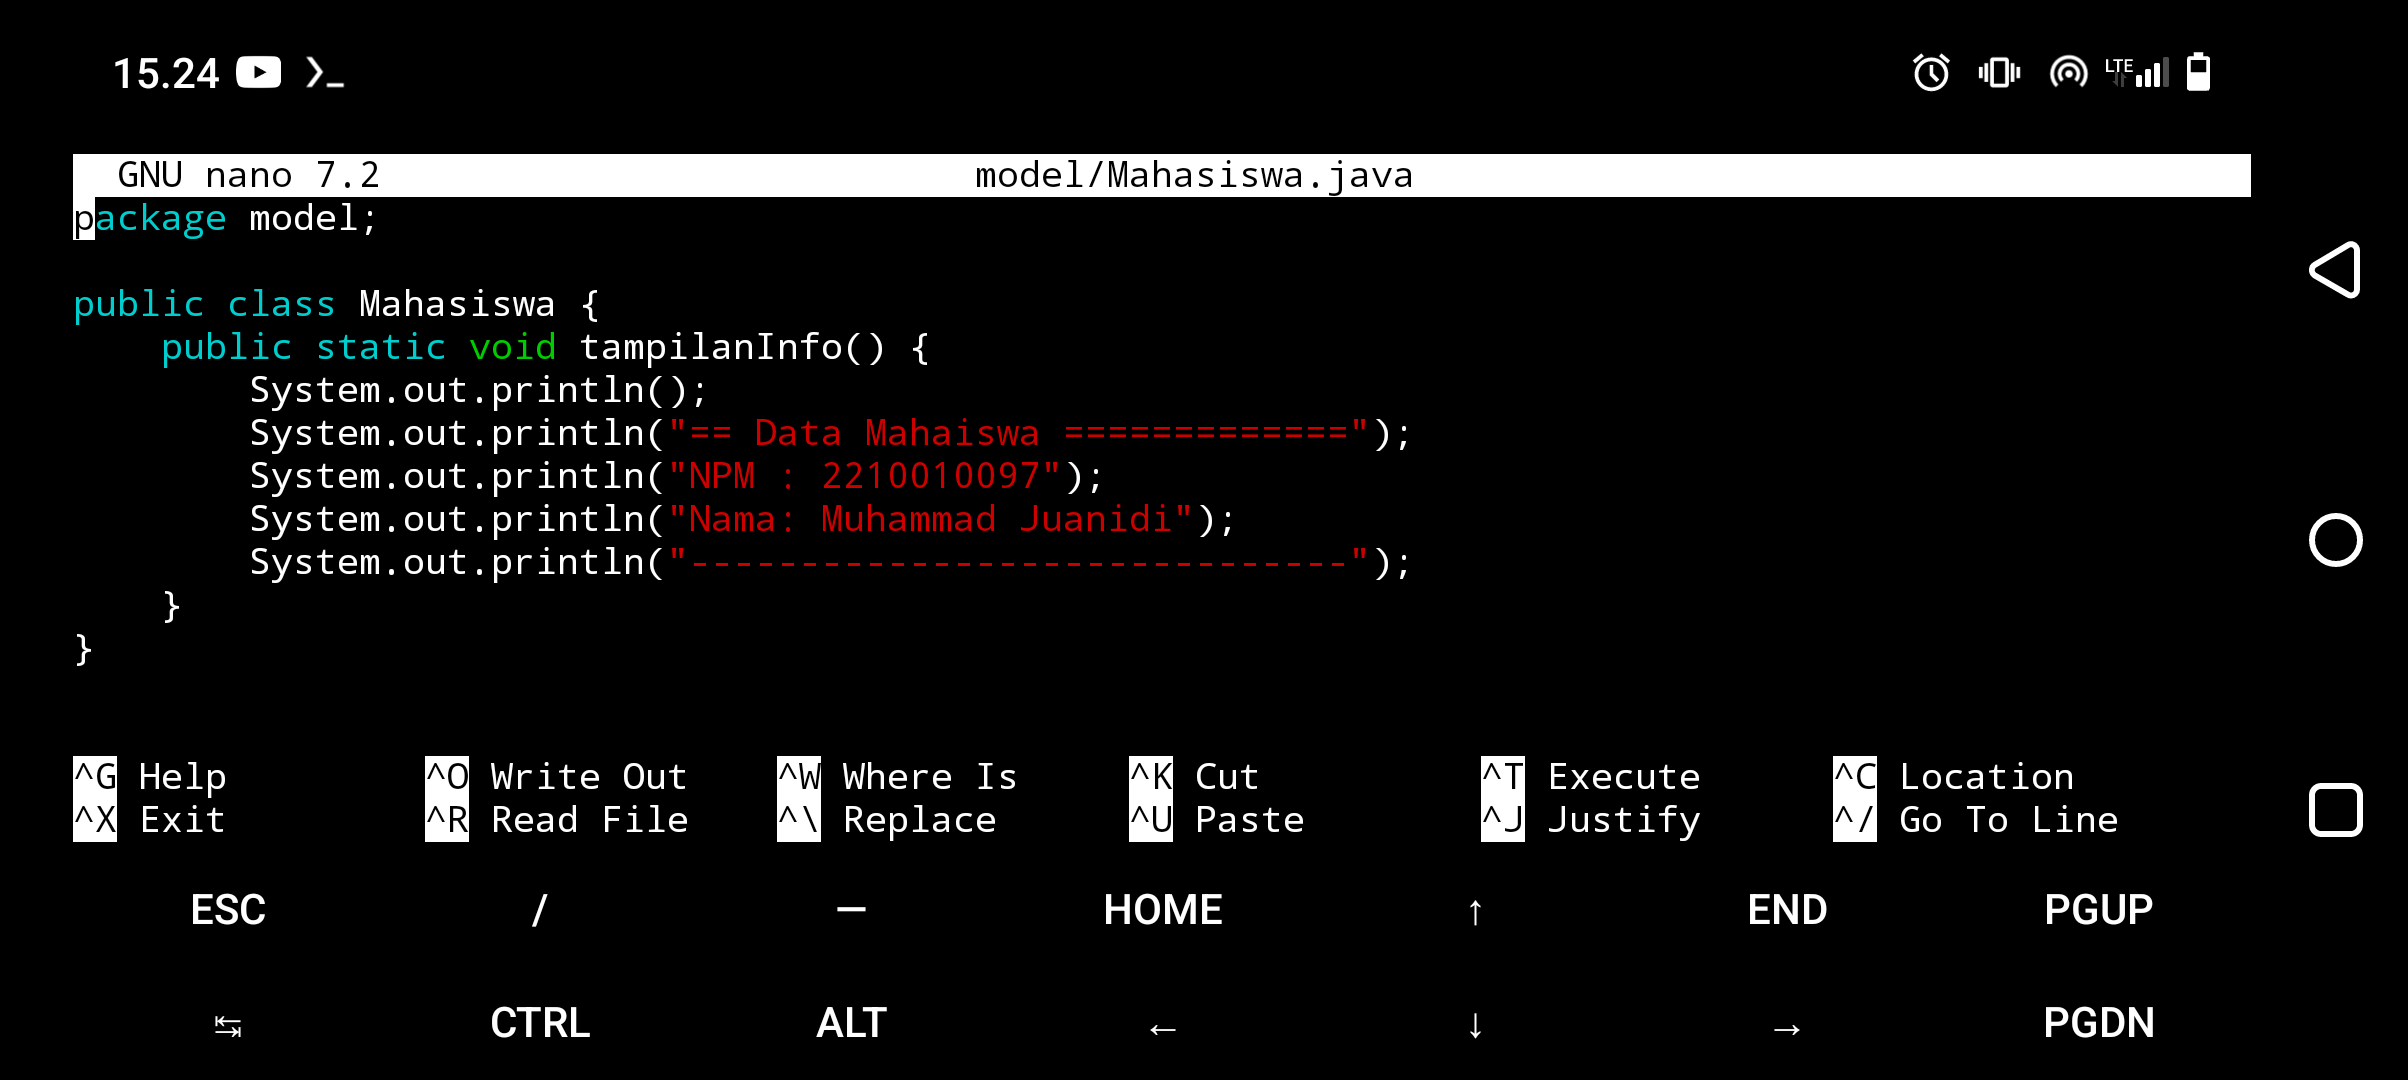 15.24 LTE
GNU nano 7.2 model/Mahasiswa.java
package model;
public class Mahasiswa {
public static void tampilanInfo() {
System.out.println();
System.out.println("== Data Mahaiswa =============");
System.out.println("NPM : 2210010097");
System.out.println("Nama: Muhammad Juanidi");
System.out.println("------------------------------");
}
}
^G Help ^O Write Out ^W Where Is ^K Cut ^T Execute ^C Location
^X Exit ^R Read File ^\ Replace ^U Paste ^J Justify ^/ Go To Line
ESC / — HOME ↑ END PGUP
↹ CTRL ALT ← ↓ → PGDN